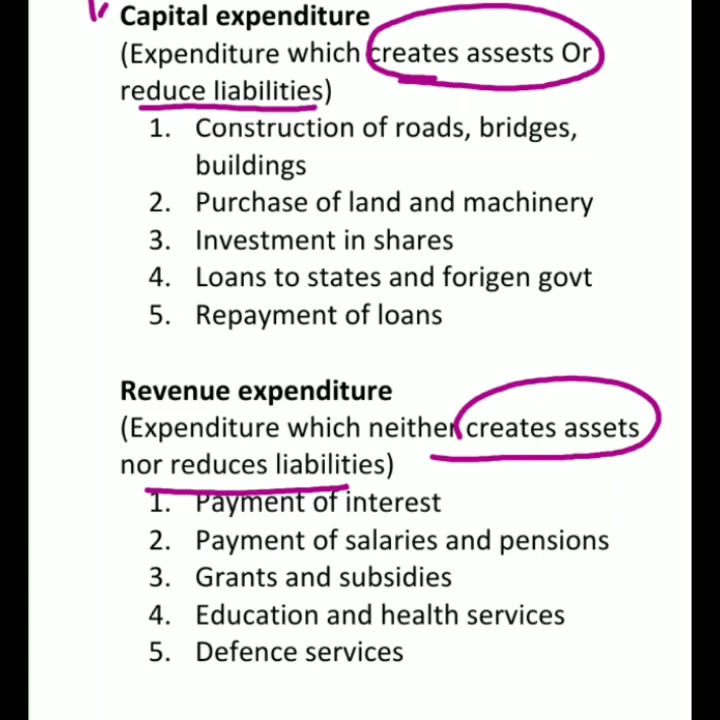 Capital expenditure
(Expenditure which creates assests Or
reduce liabilities)
1. Construction of roads, bridges,
buildings
2. Purchase of land and machinery
3. Investment in shares
4. Loans to states and forigen govt
5. Repayment of loans
Revenue expenditure
(Expenditure which neither creates assets
nor reduces liabilities)
1. Payment of interest
2. Payment of salaries and pensions
3. Grants and subsidies
4. Education and health services
5. Defence services